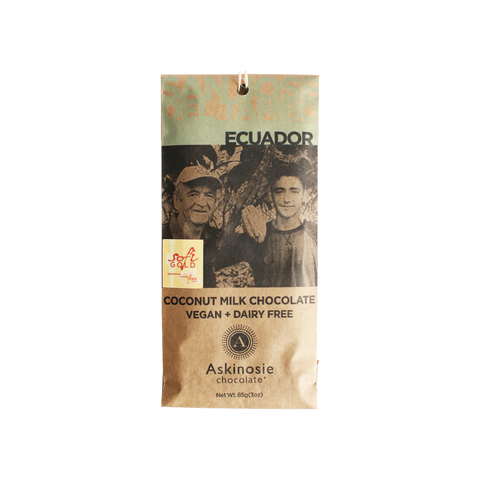 ECUADOR
sofi
GOLD
COCONUT MILK CHOCOLATE
VEGAN + DAIRY FREE
A
Askinosie
chocolate®
Net Wt. 85g(3oz)